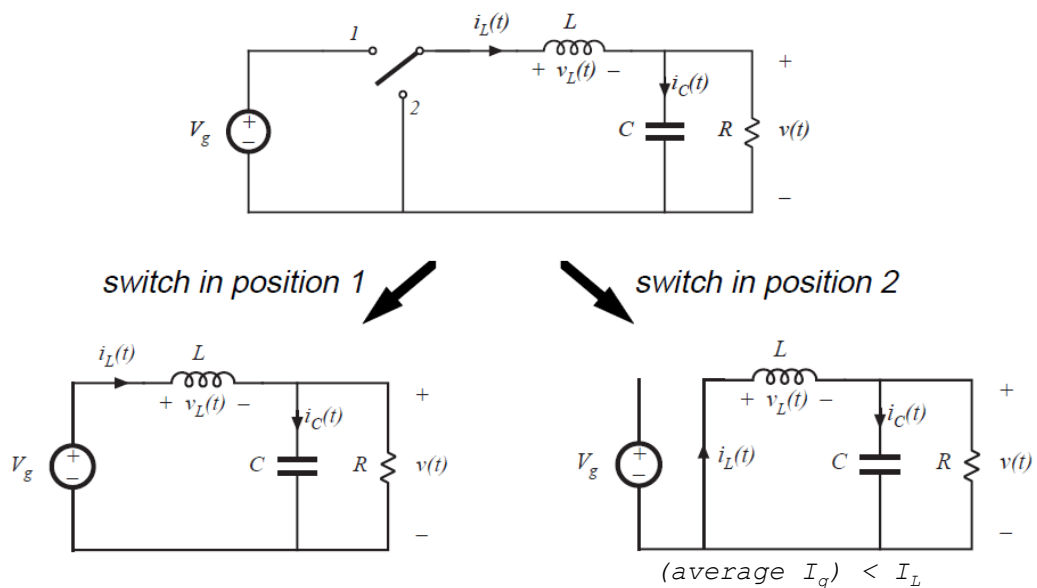 i_L(t) L
1
+ v_L(t) − +
i_C(t)
2
V_g + − C R v(t)
−
switch in position 1 switch in position 2
i_L(t) L
+ v_L(t) − +
i_C(t)
V_g + − C R v(t)
−
L
+ v_L(t) − +
i_C(t)
V_g + − i_L(t) C R v(t)
−
(average I_g) < I_L